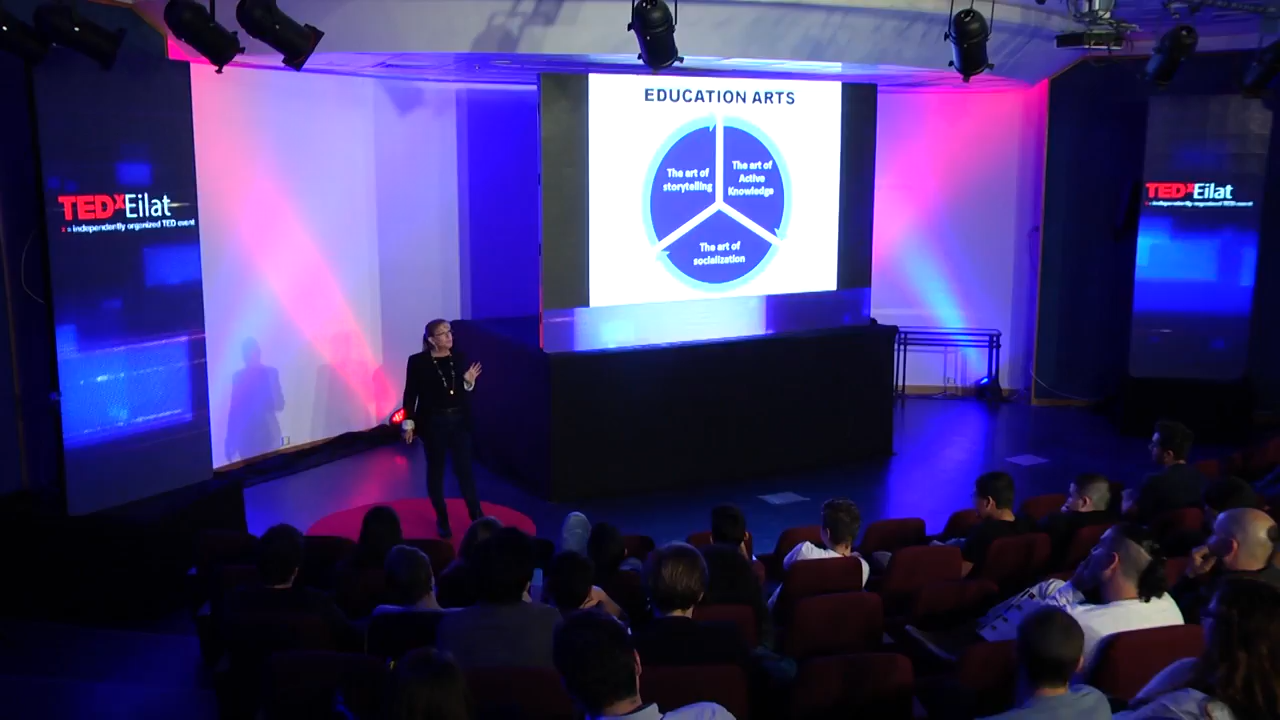 EDUCATION ARTS
The art of
storytelling
The art of
Active
Knowledge
The art of
socialization
TEDxEilat
x = independently organized TED event
TEDxEilat
x = independently organized TED event